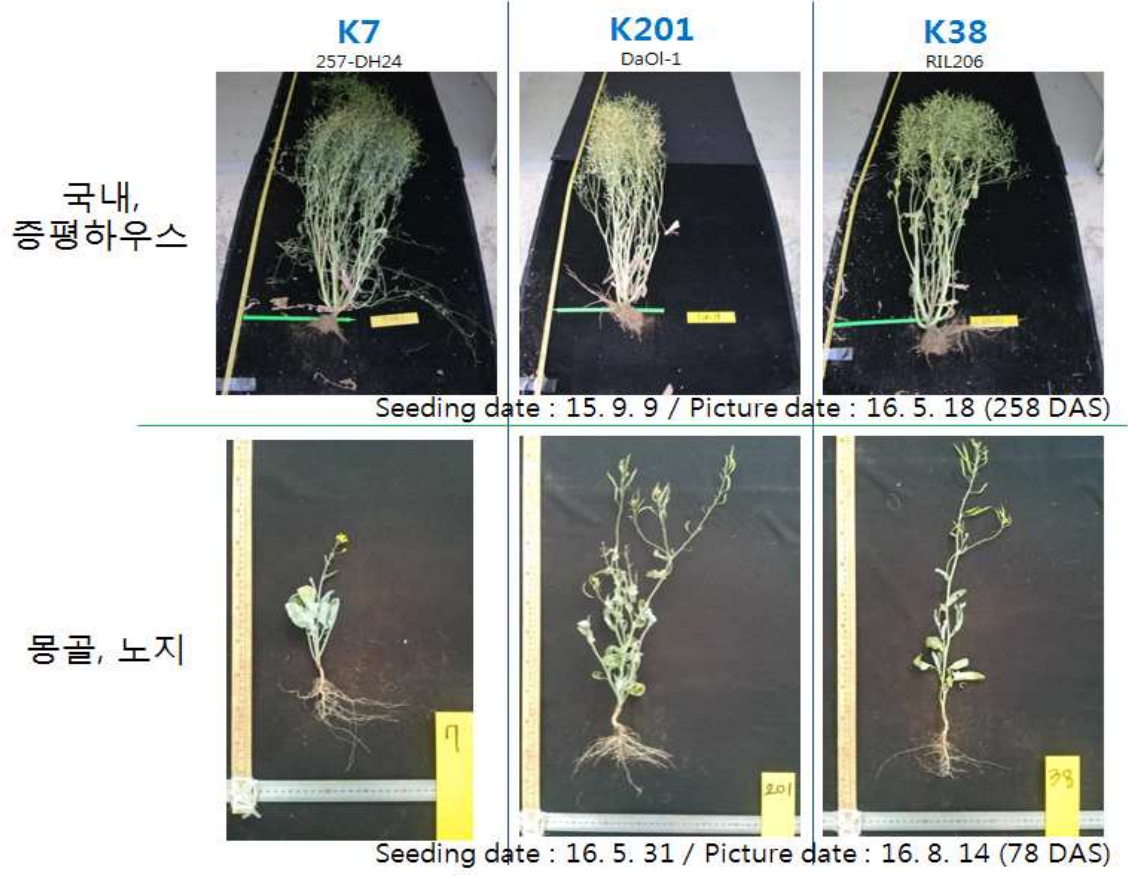 K7
257-DH24
K201
DaOl-1
K38
RIL206
국내,
증평하우스
Seeding date : 15. 9. 9 / Picture date : 16. 5. 18 (258 DAS)
몽골, 노지
7
201
38
Seeding date : 16. 5. 31 / Picture date : 16. 8. 14 (78 DAS)